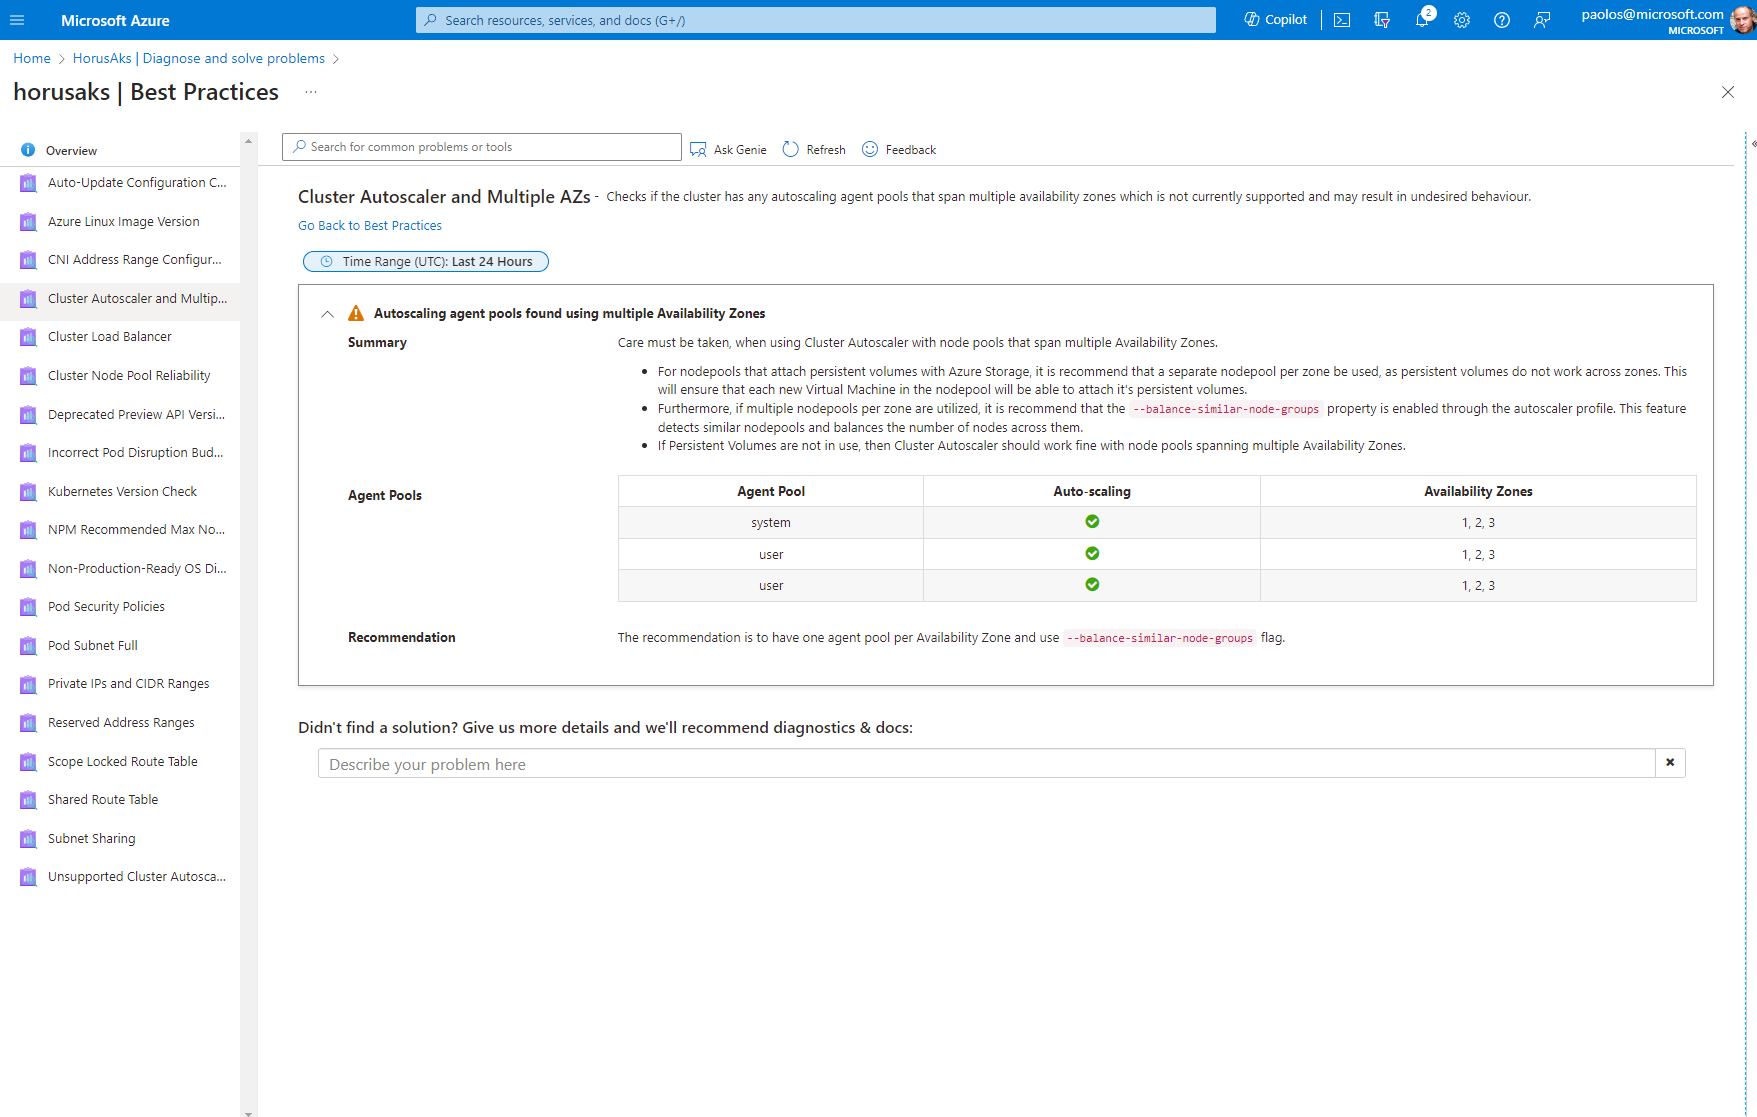 Microsoft Azure
Search resources, services, and docs (G+/)
Copilot
2
paolos@microsoft.com
MICROSOFT
Home > HorusAks | Diagnose and solve problems >
horusaks | Best Practices ...
Overview
Auto-Update Configuration C...
Azure Linux Image Version
CNI Address Range Configur...
Cluster Autoscaler and Multip...
Cluster Load Balancer
Cluster Node Pool Reliability
Deprecated Preview API Versi...
Incorrect Pod Disruption Bud...
Kubernetes Version Check
NPM Recommended Max No...
Non-Production-Ready OS Di...
Pod Security Policies
Pod Subnet Full
Private IPs and CIDR Ranges
Reserved Address Ranges
Scope Locked Route Table
Shared Route Table
Subnet Sharing
Unsupported Cluster Autosca...
Search for common problems or tools
Ask Genie Refresh Feedback
Cluster Autoscaler and Multiple AZs - Checks if the cluster has any autoscaling agent pools that span multiple availability zones which is not currently supported and may result in undesired behaviour.
Go Back to Best Practices
Time Range (UTC): Last 24 Hours
Autoscaling agent pools found using multiple Availability Zones
Summary
Care must be taken, when using Cluster Autoscaler with node pools that span multiple Availability Zones.
• For nodepools that attach persistent volumes with Azure Storage, it is recommend that a separate nodepool per zone be used, as persistent volumes do not work across zones. This
will ensure that each new Virtual Machine in the nodepool will be able to attach it's persistent volumes.
• Furthermore, if multiple nodepools per zone are utilized, it is recommend that the --balance-similar-node-groups property is enabled through the autoscaler profile. This feature
detects similar nodepools and balances the number of nodes across them.
• If Persistent Volumes are not in use, then Cluster Autoscaler should work fine with node pools spanning multiple Availability Zones.
Agent Pools
Agent Pool Auto-scaling Availability Zones
system 1, 2, 3
user 1, 2, 3
user 1, 2, 3
Recommendation
The recommendation is to have one agent pool per Availability Zone and use --balance-similar-node-groups flag.
Didn't find a solution? Give us more details and we'll recommend diagnostics & docs:
Describe your problem here